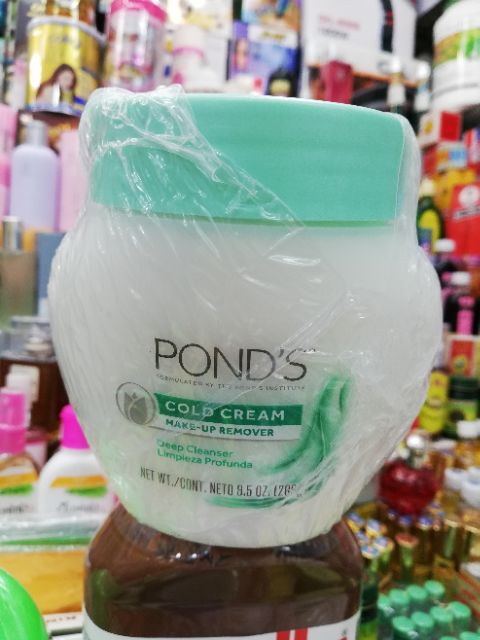 POND'S
FORMULATED BY THE POND'S INSTITUTE
COLD CREAM
MAKE-UP REMOVER
Deep Cleanser
Limpieza Profunda
NET WT./CONT. NETO 9.5 OZ.